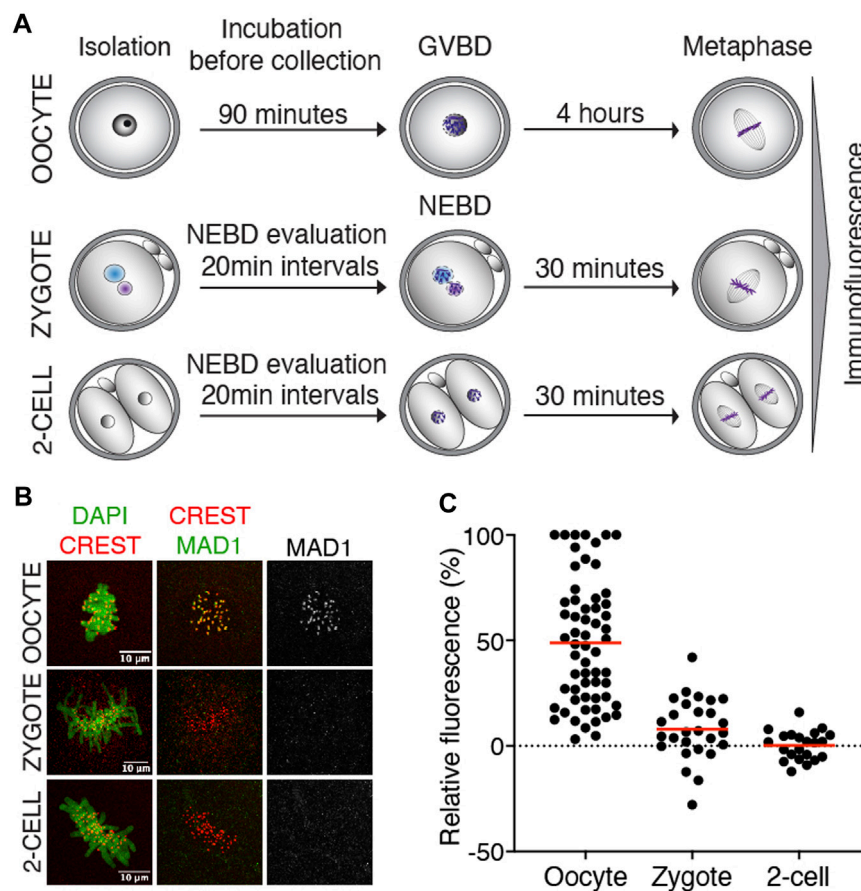 A
Isolation
Incubation
before collection
GVBD
Metaphase
OOCYTE
90 minutes
4 hours
ZYGOTE
NEBD evaluation
20min intervals
NEBD
30 minutes
2-CELL
NEBD evaluation
20min intervals
30 minutes
Immunofluorescence
B
DAPI
CREST
CREST
MAD1
MAD1
OOCYTE
10 µm
ZYGOTE
10 µm
2-CELL
10 µm
C
Relative fluorescence (%)
100
50
0
-50
Oocyte
Zygote
2-cell